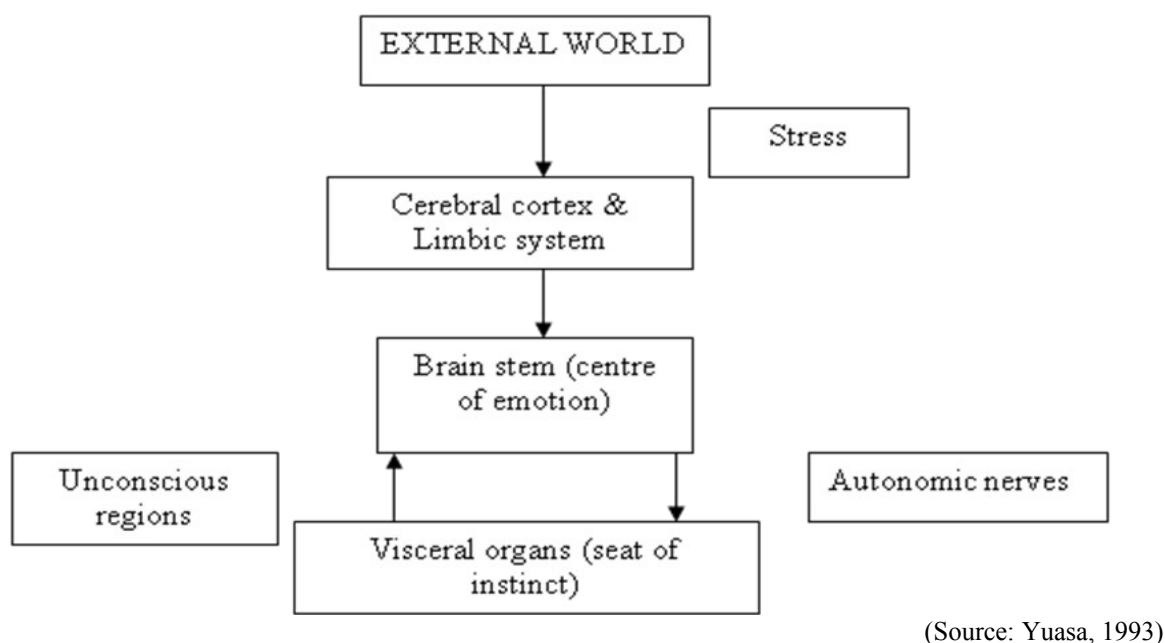 EXTERNAL WORLD
Stress
Cerebral cortex &
Limbic system
Brain stem (centre
of emotion)
Unconscious
regions
Autonomic nerves
Visceral organs (seat of
instinct)
(Source: Yuasa, 1993)